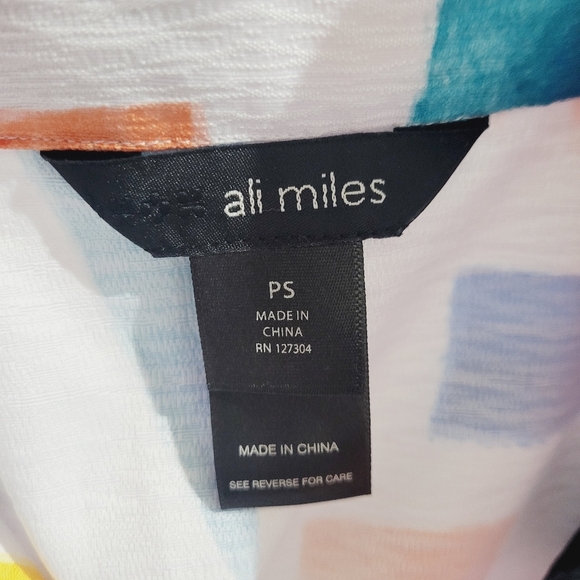 ali miles
PS
MADE IN
CHINA
RN 127304
MADE IN CHINA
SEE REVERSE FOR CARE